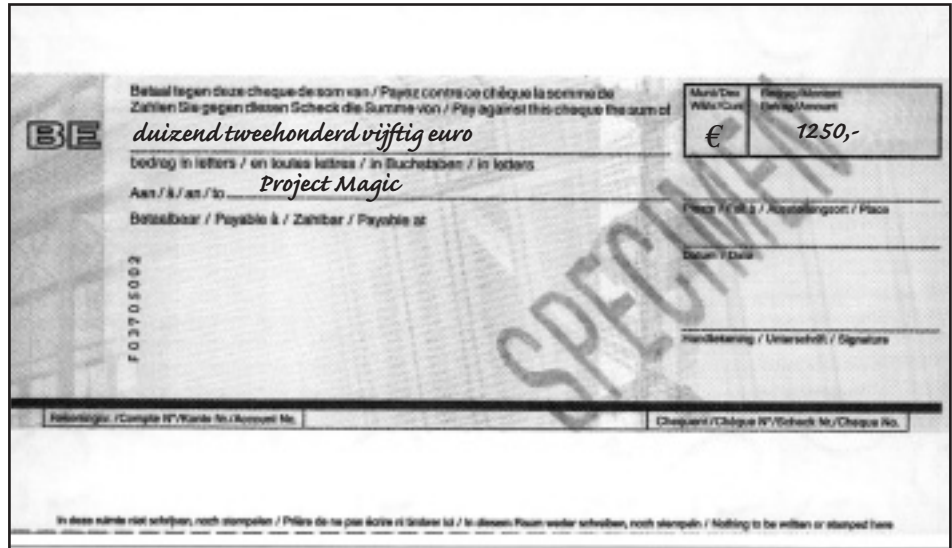 Betaal tegen deze cheque de som van / Payez contre ce chèque la somme de
Zahlen Sie gegen diesen Scheck die Summe von / Pay against this cheque the sum of
BE
duizend tweehonderd vijftig euro
bedrag in letters / en toutes lettres / in Buchstaben / in letters
Aan / à / an / to Project Magic
Betaalbaar / Payable à / Zahlbar / Payable at
F03705002
Munt/Dev Bedrag/Montant
Währ/Curr Betrag/Amount
€ 1250,-
SPECIMEN
Plaats / Fait à / Ausstellungsort / Place
Datum / Date
Handtekening / Unterschrift / Signature
Rekeningnr. /Compte N°/Konto Nr./Account No.
Chequenr./Chèque N°/Scheck Nr./Cheque No.
In deze ruimte niet schrijven, noch stempelen / Prière de ne pas écrire ni timbrer ici / In diesem Raum weder schreiben, noch stempeln / Nothing to be written or stamped here